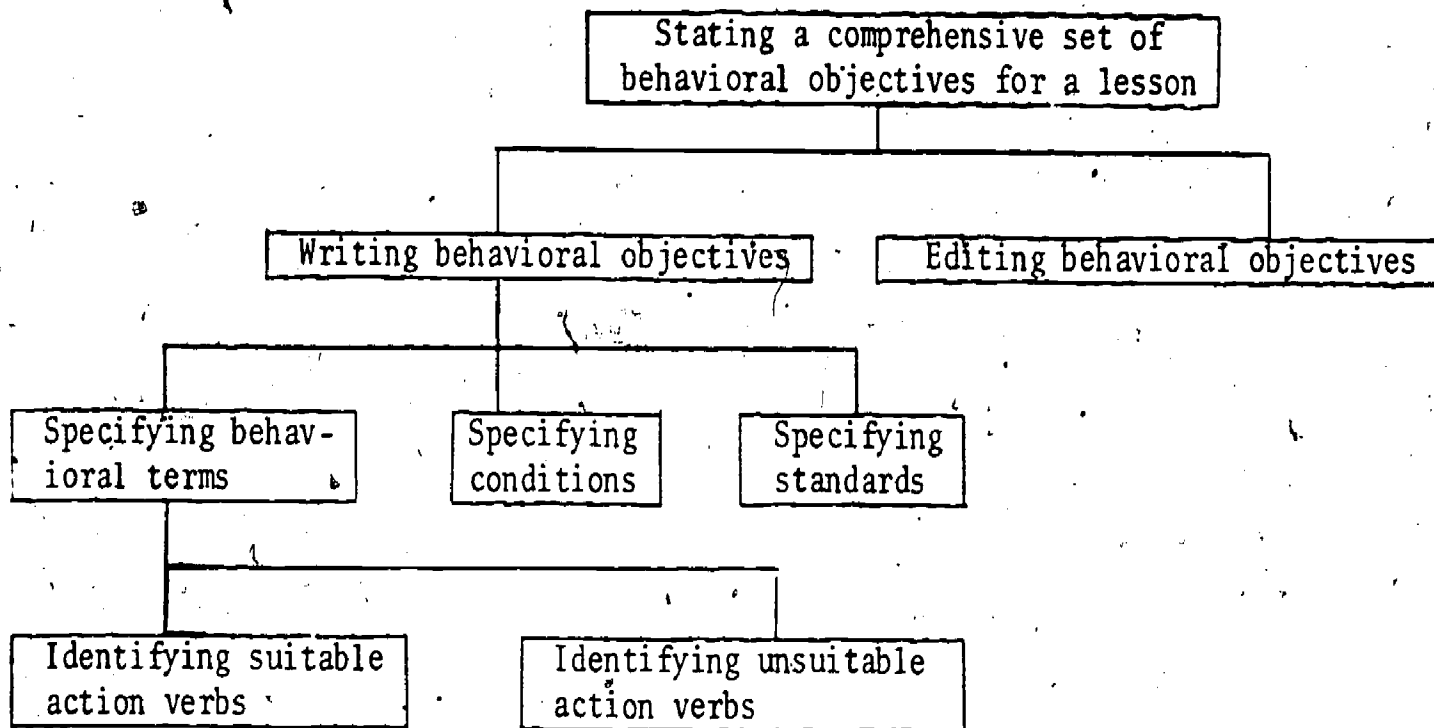 Stating a comprehensive set of
behavioral objectives for a lesson
Writing behavioral objectives
Editing behavioral objectives
Specifying behav-
ioral terms
Specifying
conditions
Specifying
standards
Identifying suitable
action verbs
Identifying unsuitable
action verbs